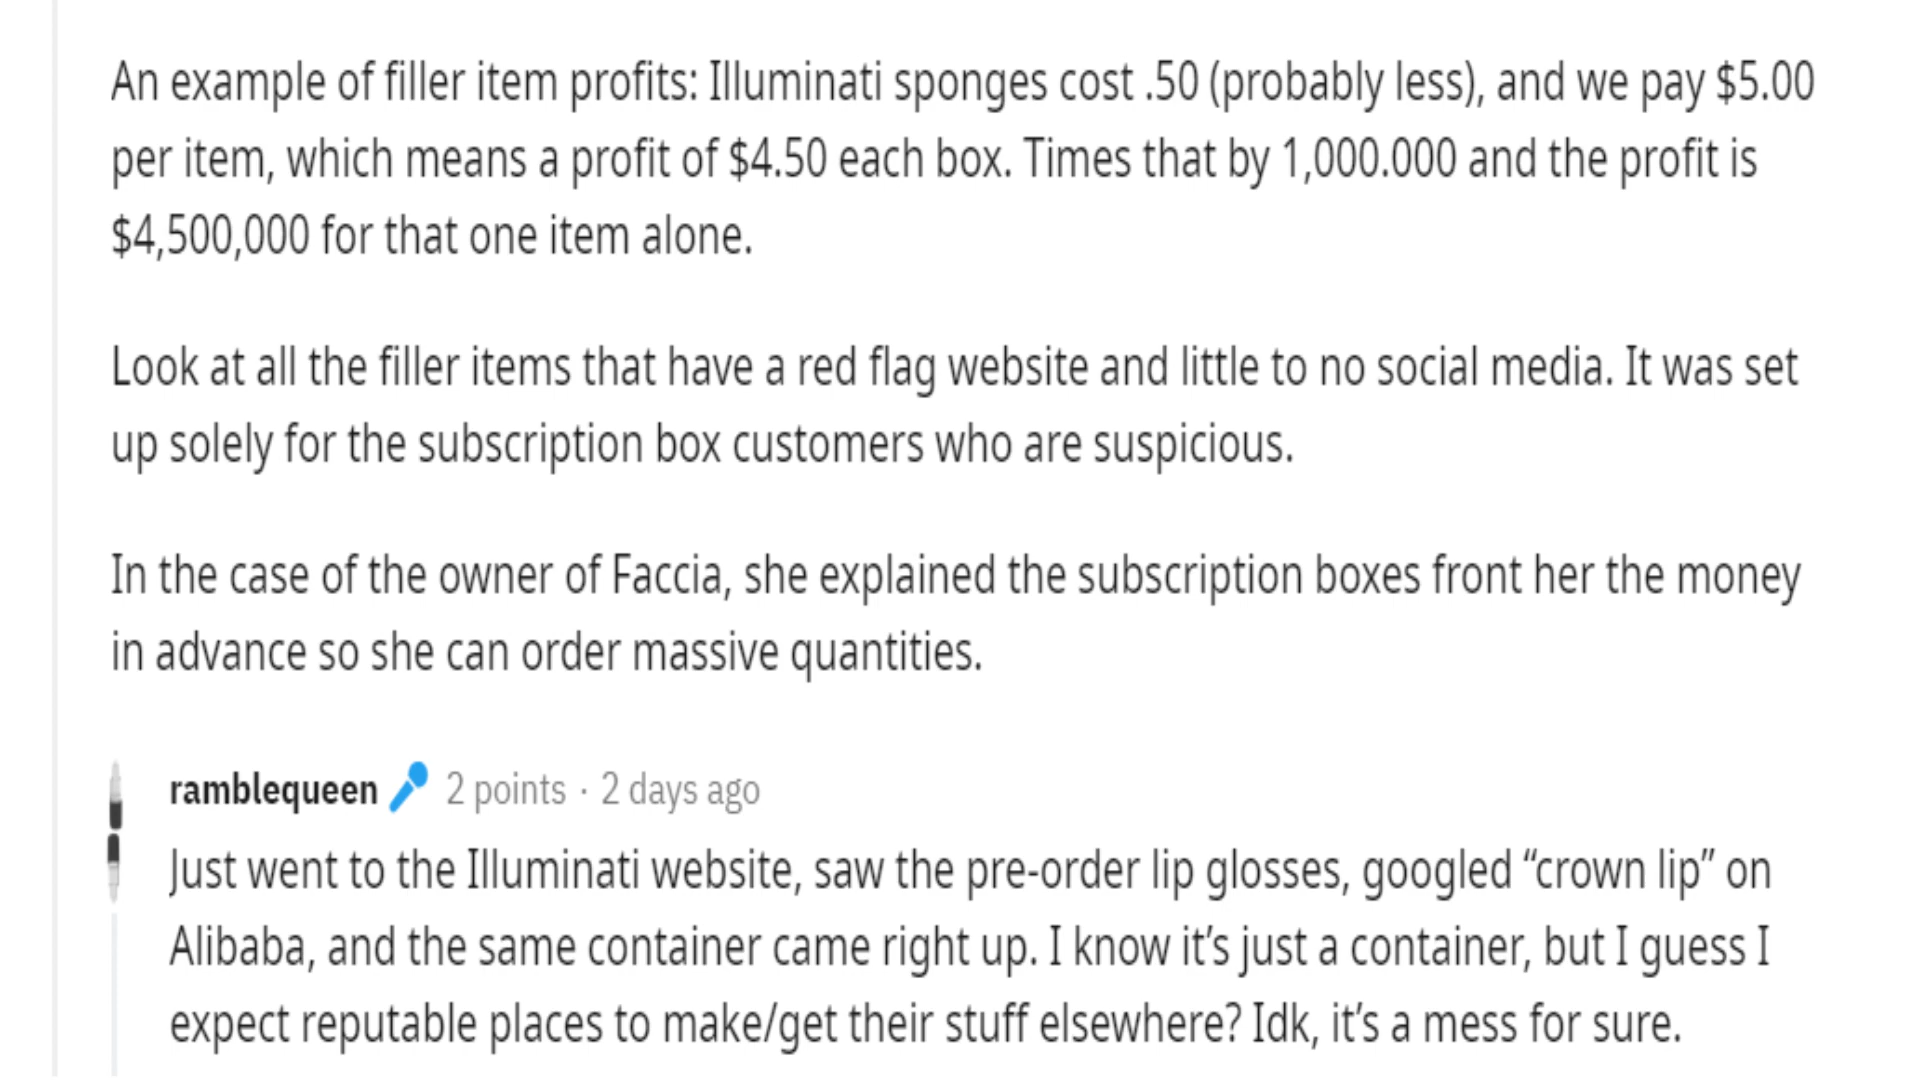 An example of filler item profits: Illuminati sponges cost .50 (probably less), and we pay $5.00
per item, which means a profit of $4.50 each box. Times that by 1,000.000 and the profit is
$4,500,000 for that one item alone.
Look at all the filler items that have a red flag website and little to no social media. It was set
up solely for the subscription box customers who are suspicious.
In the case of the owner of Faccia, she explained the subscription boxes front her the money
in advance so she can order massive quantities.
ramblequeen 2 points · 2 days ago
Just went to the Illuminati website, saw the pre-order lip glosses, googled “crown lip” on
Alibaba, and the same container came right up. I know it’s just a container, but I guess I
expect reputable places to make/get their stuff elsewhere? Idk, it’s a mess for sure.